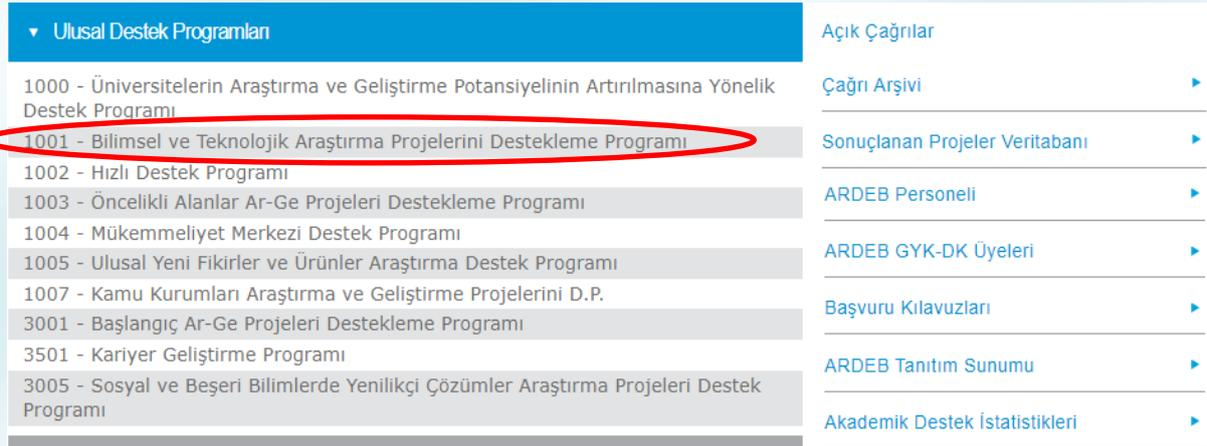 Ulusal Destek Programları
1000 - Üniversitelerin Araştırma ve Geliştirme Potansiyelinin Artırılmasına Yönelik
Destek Programı
1001 - Bilimsel ve Teknolojik Araştırma Projelerini Destekleme Programı
1002 - Hızlı Destek Programı
1003 - Öncelikli Alanlar Ar-Ge Projeleri Destekleme Programı
1004 - Mükemmeliyet Merkezi Destek Programı
1005 - Ulusal Yeni Fikirler ve Ürünler Araştırma Destek Programı
1007 - Kamu Kurumları Araştırma ve Geliştirme Projelerini D.P.
3001 - Başlangıç Ar-Ge Projeleri Destekleme Programı
3501 - Kariyer Geliştirme Programı
3005 - Sosyal ve Beşeri Bilimlerde Yenilikçi Çözümler Araştırma Projeleri Destek
Programı
Açık Çağrılar
Çağrı Arşivi
Sonuçlanan Projeler Veritabanı
ARDEB Personeli
ARDEB GYK-DK Üyeleri
Başvuru Kılavuzları
ARDEB Tanıtım Sunumu
Akademik Destek İstatistikleri